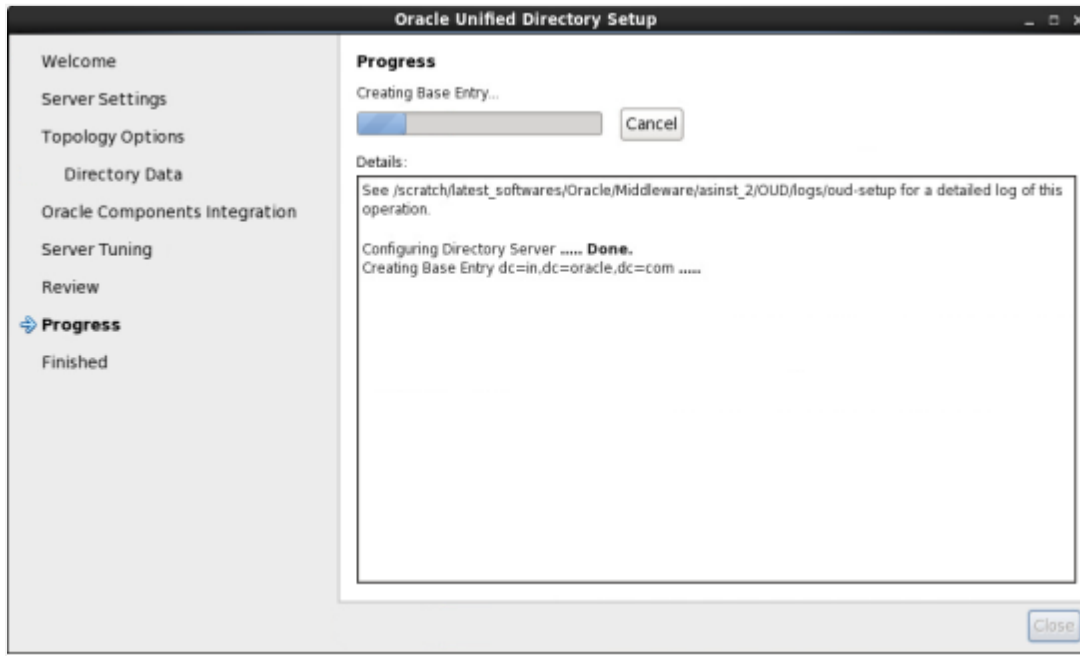 Oracle Unified Directory Setup
Welcome
Server Settings
Topology Options
Directory Data
Oracle Components Integration
Server Tuning
Review
Progress
Finished
Progress
Creating Base Entry...
Cancel
Details:
See /scratch/latest_softwares/Oracle/Middleware/asinst_2/OUD/logs/oud-setup for a detailed log of this
operation.
Configuring Directory Server ..... Done.
Creating Base Entry dc=in,dc=oracle,dc=com .....
Close